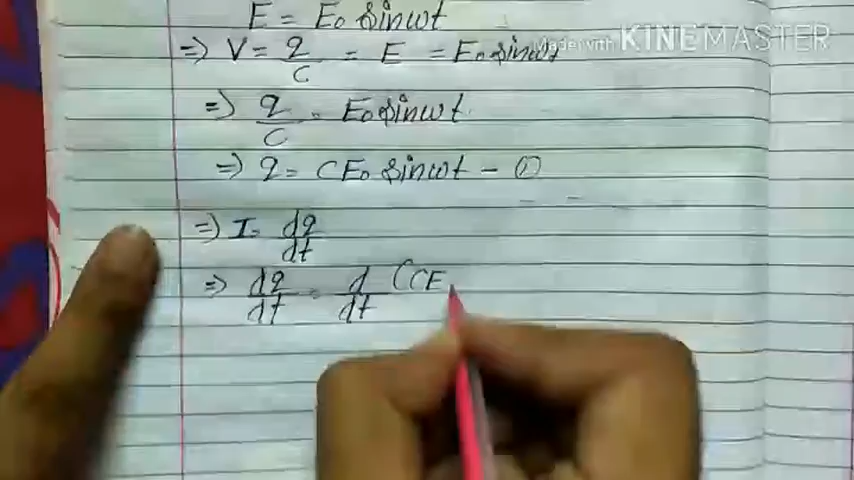 E = E₀ sinωt
Made with KINEMASTER
⇒ V = q/C = E = E₀ sinωt
⇒ q/C = E₀ sinωt
⇒ q = CE₀ sinωt - ①
⇒ I = dq/dt
⇒ dq/dt = d/dt (CE